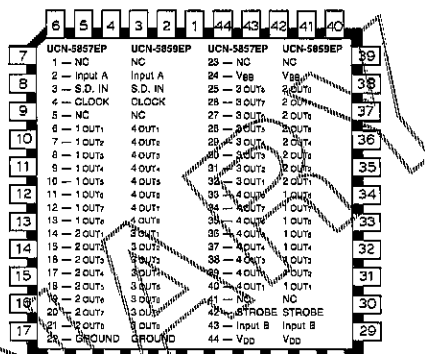 6 5 4 3 2 1 44 43 42 41 40
7
8
9
10
11
12
13
14
15
16
17
UCN-5857EP UCN-5859EP
1 — NC NC
2 — Input A Input A
3 — S.D. IN S.D. IN
4 — CLOCK CLOCK
5 — NC NC
6 — 1 OUT₁ 4 OUT₁
7 — 1 OUT₂ 4 OUT₂
8 — 1 OUT₃ 4 OUT₃
9 — 1 OUT₄ 4 OUT₄
10 — 1 OUT₅ 4 OUT₅
11 — 1 OUT₆ 4 OUT₆
12 — 1 OUT₇ 4 OUT₇
13 — 1 OUT₈ 4 OUT₈
14 — 2 OUT₁ 3 OUT₁
15 — 2 OUT₂ 3 OUT₂
16 — 2 OUT₃ 3 OUT₃
17 — 2 OUT₄ 3 OUT₄
18 — 2 OUT₅ 3 OUT₅
19 — 2 OUT₆ 3 OUT₆
20 — 2 OUT₇ 3 OUT₇
21 — 2 OUT₈ 3 OUT₈
22 — GROUND GROUND
UCN-5857EP UCN-5859EP
23 — NC NC
24 — VBB VBB
25 — 3 OUT₈ 2 OUT₈
26 — 3 OUT₇ 2 OUT₇
27 — 3 OUT₆ 2 OUT₆
28 — 3 OUT₅ 2 OUT₅
29 — 3 OUT₄ 2 OUT₄
30 — 3 OUT₃ 2 OUT₃
31 — 3 OUT₂ 2 OUT₂
32 — 3 OUT₁ 2 OUT₁
33 — 4 OUT₈ 1 OUT₈
34 — 4 OUT₇ 1 OUT₇
35 — 4 OUT₆ 1 OUT₆
36 — 4 OUT₅ 1 OUT₅
37 — 4 OUT₄ 1 OUT₄
38 — 4 OUT₃ 1 OUT₃
39 — 4 OUT₂ 1 OUT₂
40 — 4 OUT₁ 1 OUT₁
41 — NC NC
42 — STROBE STROBE
43 — Input B Input B
44 — VDD VDD
39
38
37
36
35
34
33
32
31
30
29